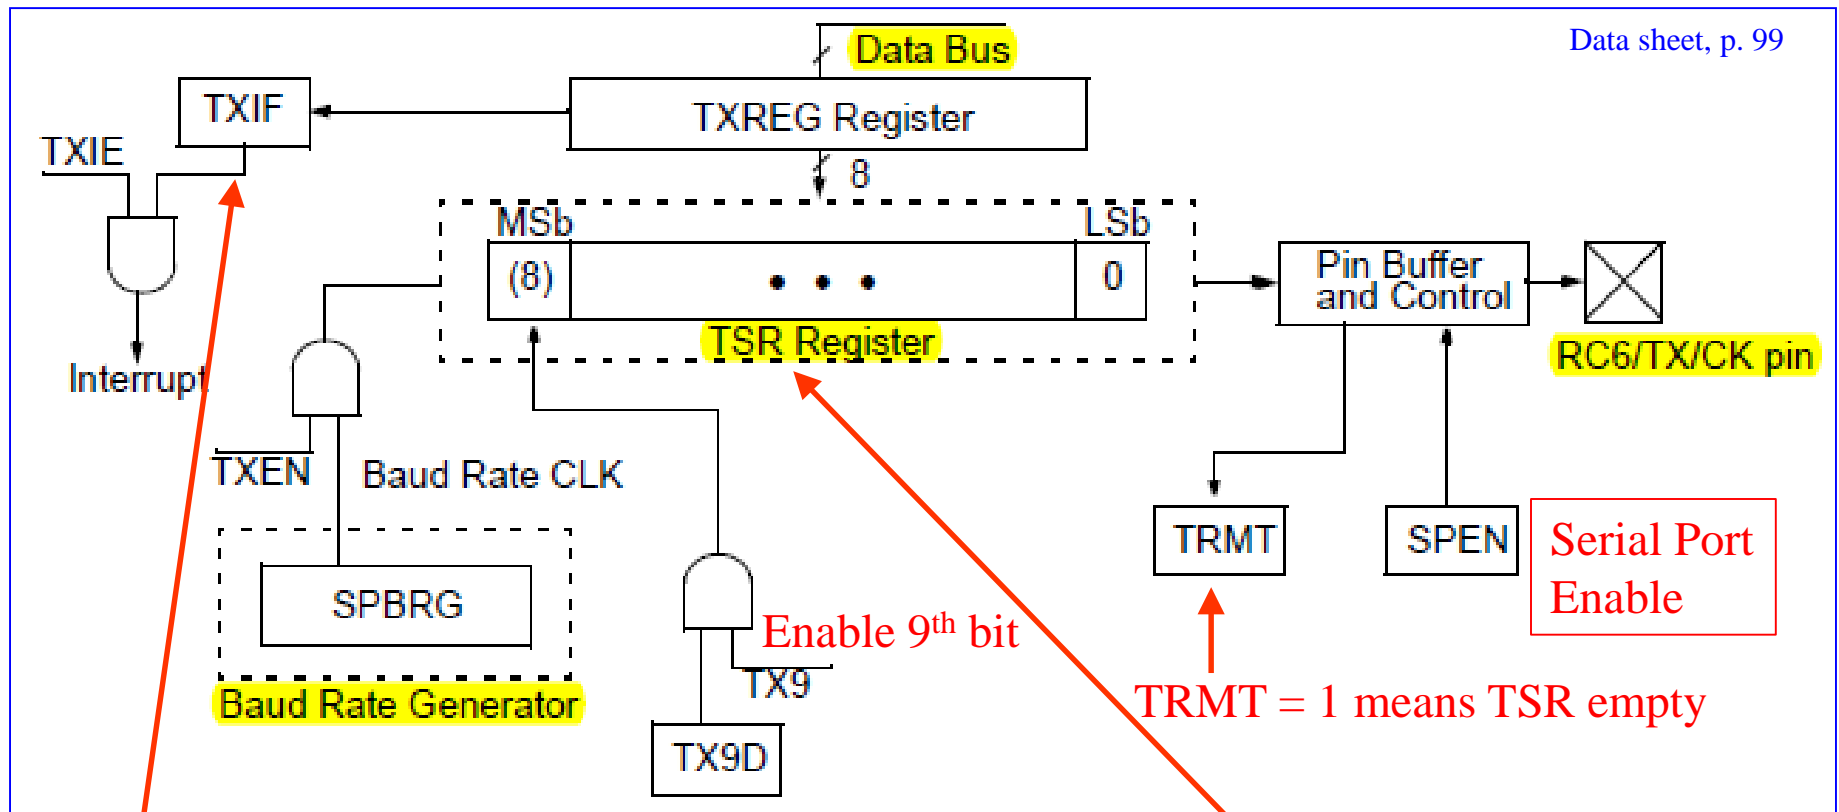 Data sheet, p. 99
Data Bus
TXIF
TXREG Register
TXIE
8
MSb
LSb
(8)
• • •
0
Pin Buffer
and Control
TSR Register
RC6/TX/CK pin
Interrupt
TXEN
Baud Rate CLK
TRMT
SPEN
Serial Port
Enable
SPBRG
Enable 9th bit
TX9
Baud Rate Generator
TRMT = 1 means TSR empty
TX9D